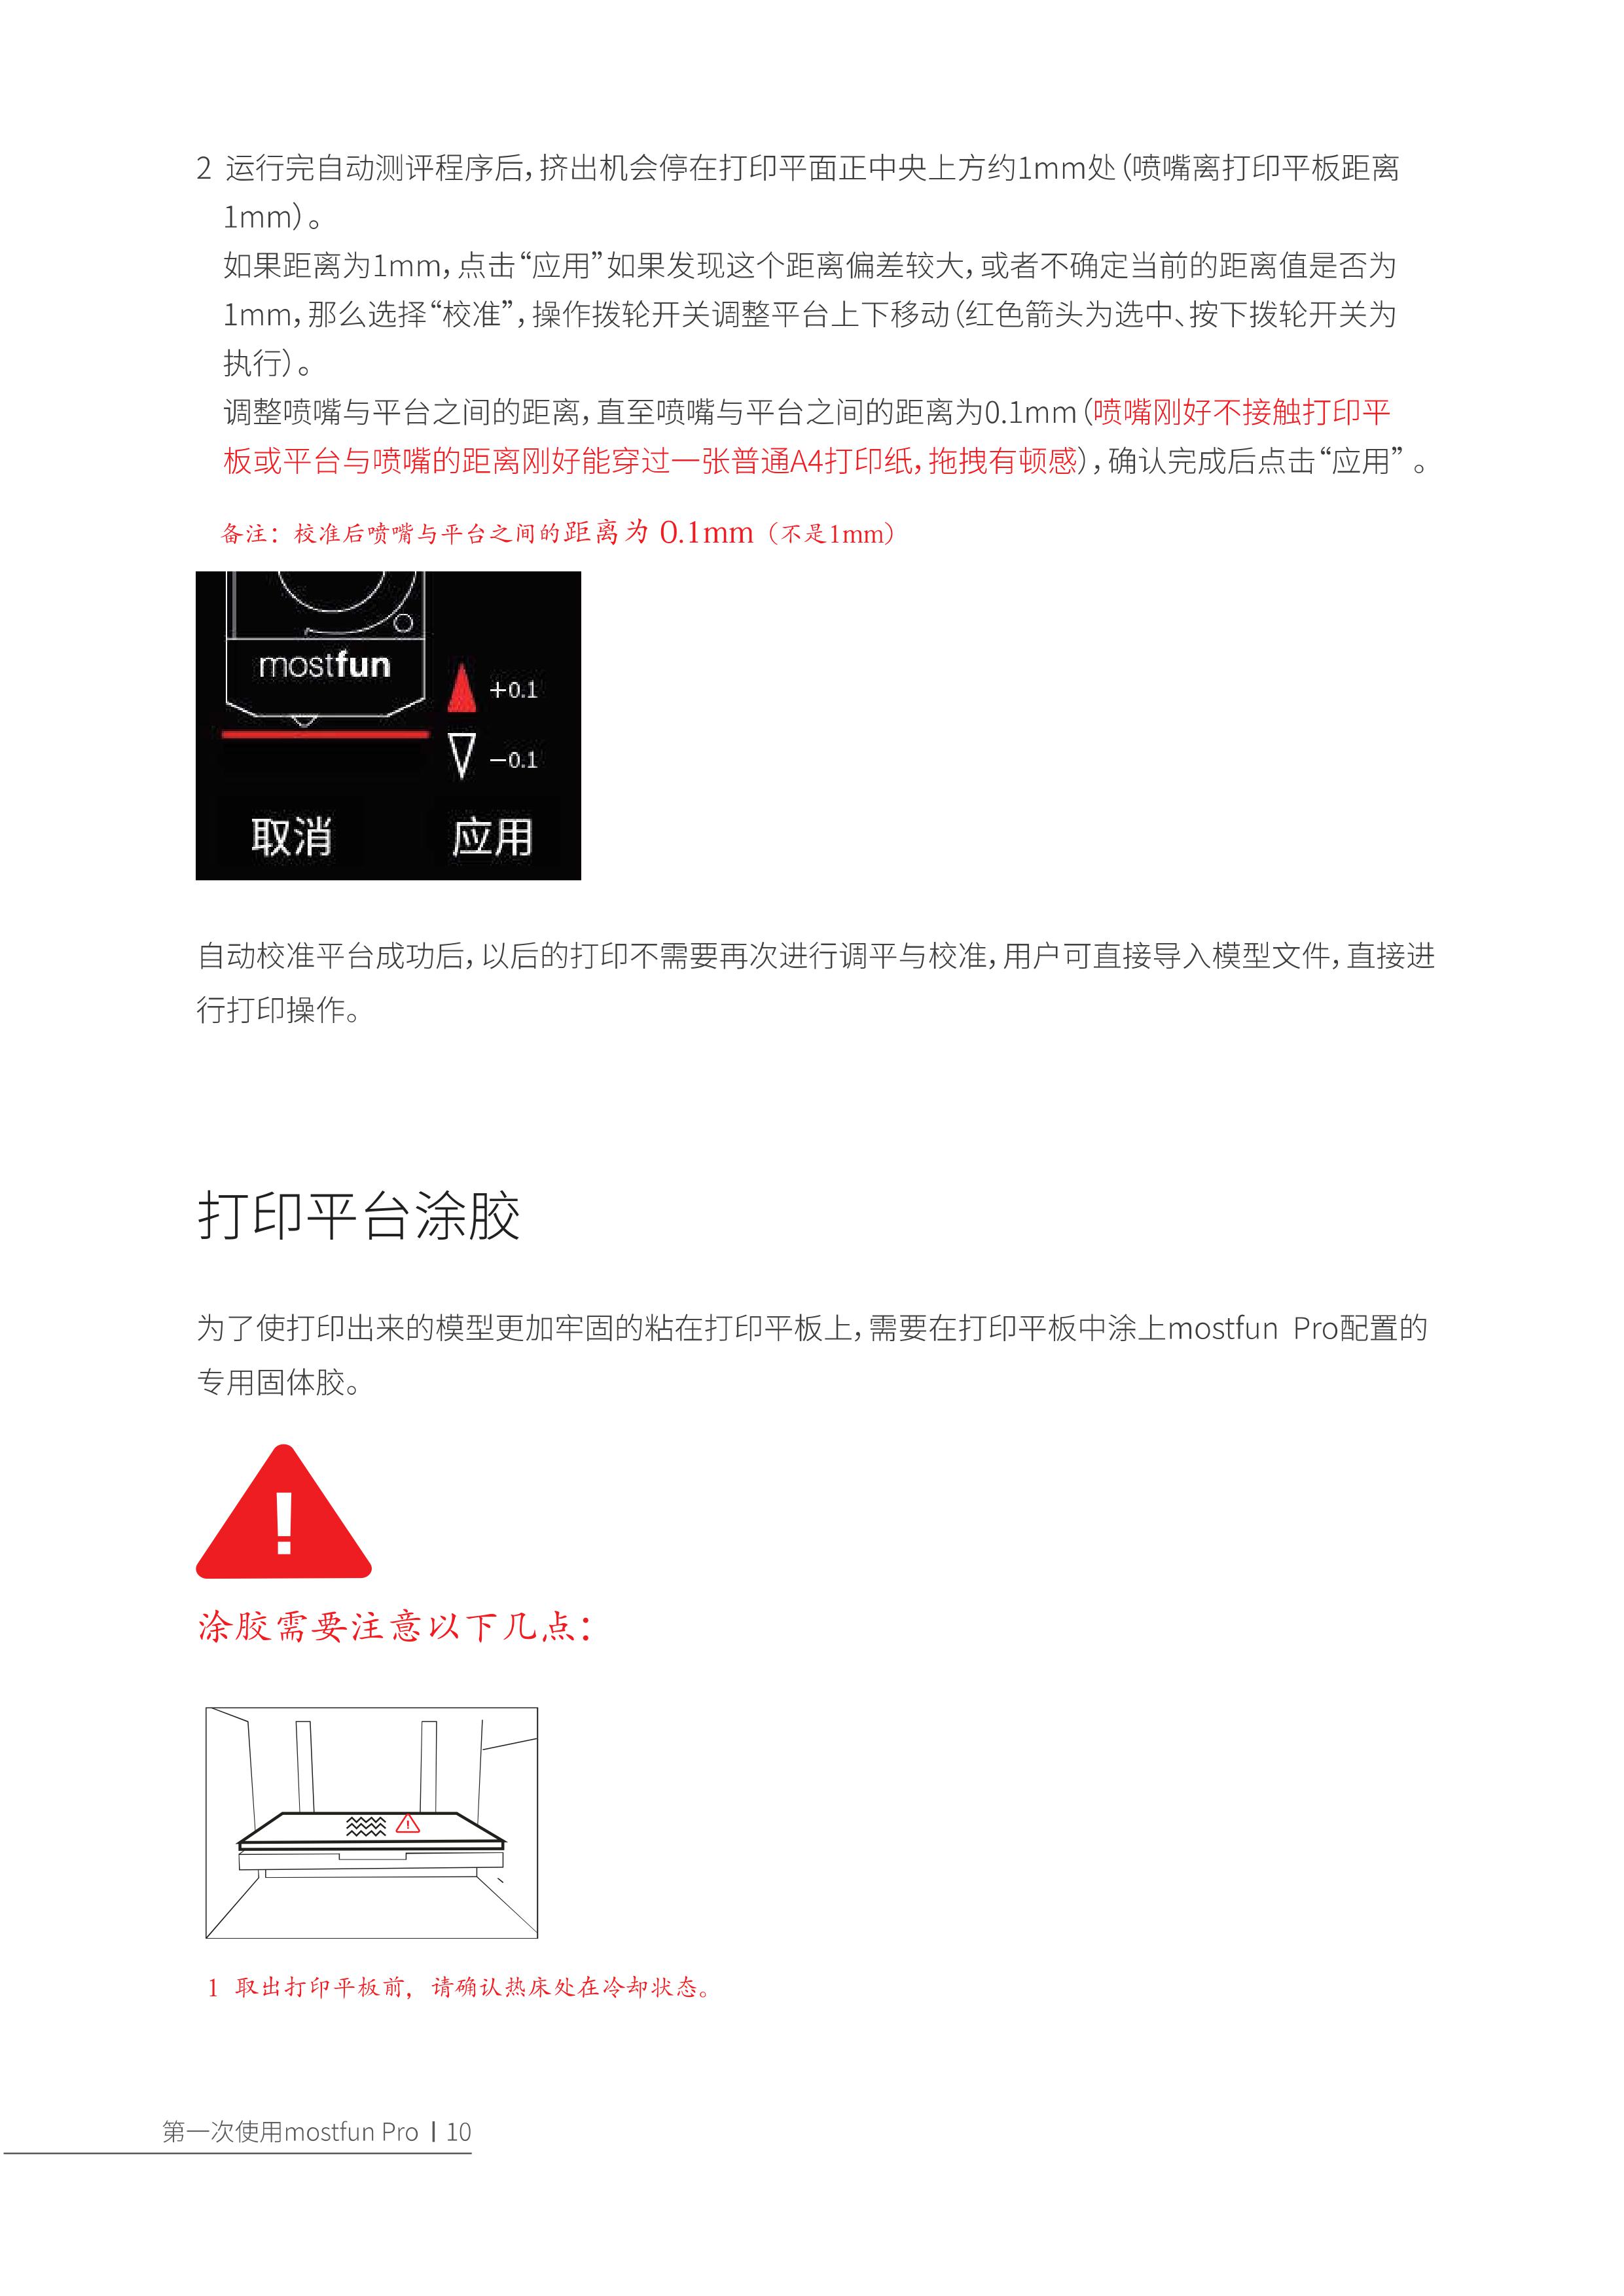 2 运行完自动测评程序后，挤出机会停在打印平面正中央上方约1mm处（喷嘴离打印平板距离
1mm）。
如果距离为1mm，点击“应用”如果发现这个距离偏差较大，或者不确定当前的距离值是否为
1mm，那么选择“校准”，操作拨轮开关调整平台上下移动（红色箭头为选中、按下拨轮开关为
执行）。
调整喷嘴与平台之间的距离，直至喷嘴与平台之间的距离为0.1mm（喷嘴刚好不接触打印平
板或平台与喷嘴的距离刚好能穿过一张普通A4打印纸，拖拽有顿感），确认完成后点击“应用” 。
备注：校准后喷嘴与平台之间的距离为 0.1mm（不是1mm）
mostfun
+0.1
−0.1
取消 应用
自动校准平台成功后，以后的打印不需要再次进行调平与校准，用户可直接导入模型文件，直接进
行打印操作。
打印平台涂胶
为了使打印出来的模型更加牢固的粘在打印平板上，需要在打印平板中涂上mostfun Pro配置的
专用固体胶。
!
涂胶需要注意以下几点：
!
1 取出打印平板前，请确认热床处在冷却状态。
第一次使用mostfun Pro | 10